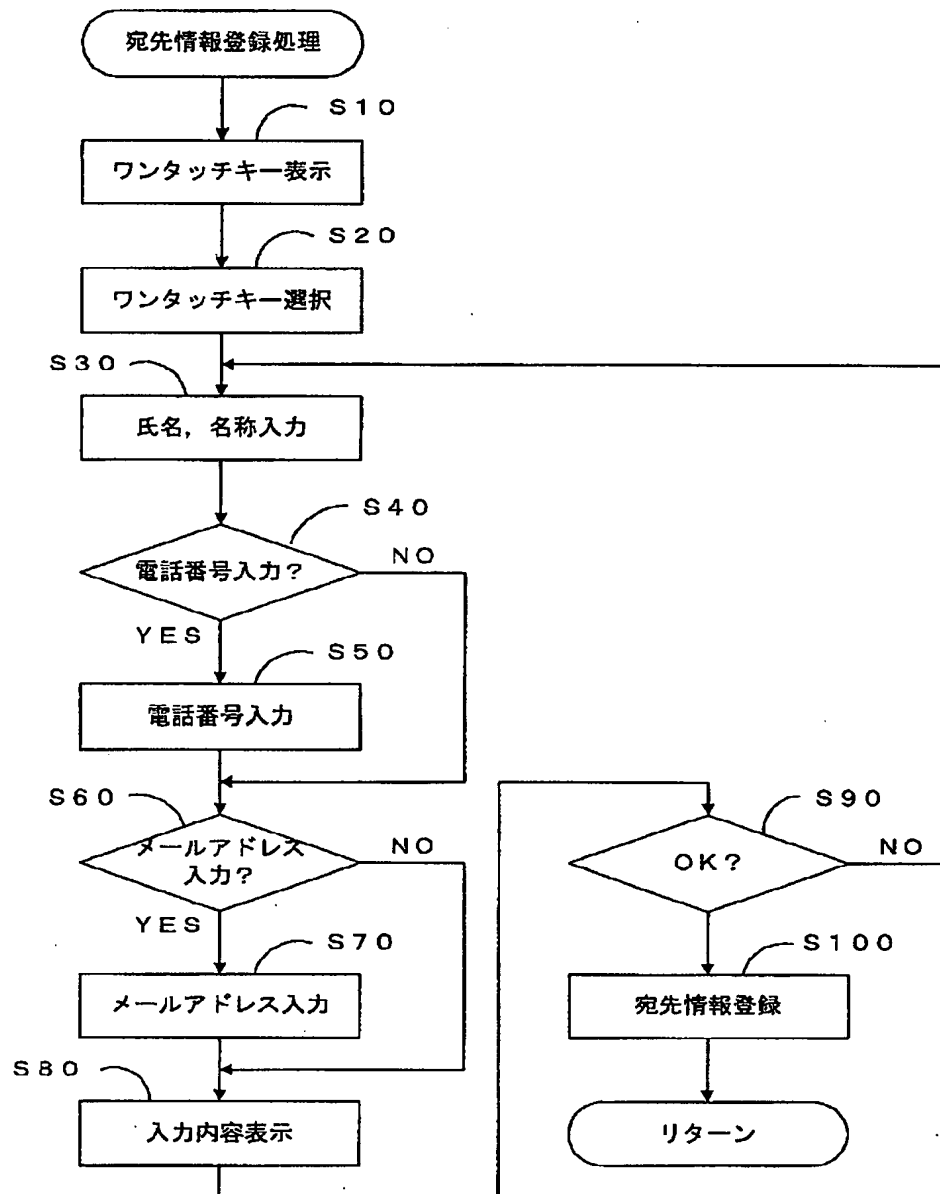 宛先情報登録処理
S10
ワンタッチキー表示
S20
ワンタッチキー選択
S30
氏名,名称入力
S40
電話番号入力?
NO
YES
S50
電話番号入力
S60
メールアドレス
入力?
NO
YES
S70
メールアドレス入力
S80
入力内容表示
S90
OK?
NO
S100
宛先情報登録
リターン